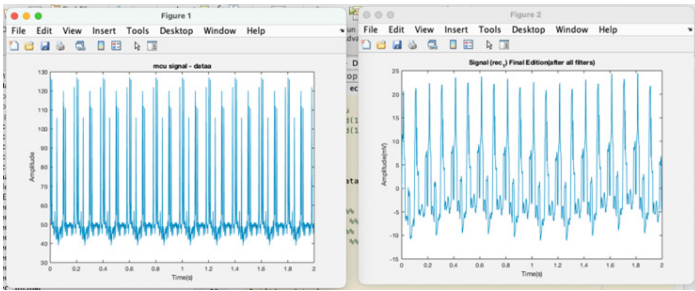 Figure 1
File Edit View Insert Tools Desktop Window Help
mcu signal - dataa
Amplitude
130
120
110
100
90
80
70
60
50
40
30
0 0.2 0.4 0.6 0.8 1 1.2 1.4 1.6 1.8 2
Time(s)
Figure 2
File Edit View Insert Tools Desktop Window Help
Signal (rec_1) Final Edition(after all filters)
Amplitude(mV)
25
20
15
10
5
0
-5
-10
-15
0 0.2 0.4 0.6 0.8 1 1.2 1.4 1.6 1.8 2
Time(s)